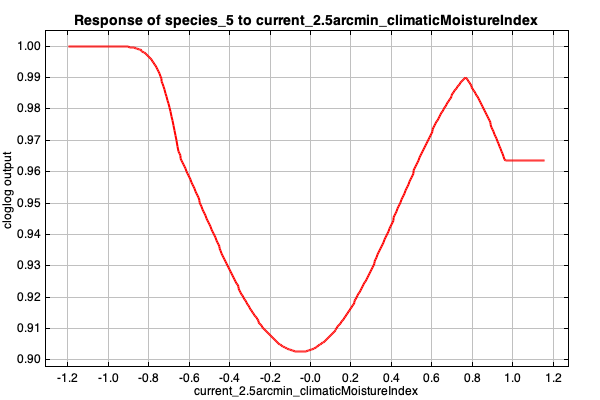 Response of species_5 to current_2.5arcmin_climaticMoistureIndex
cloglog output
1.00
0.99
0.98
0.97
0.96
0.95
0.94
0.93
0.92
0.91
0.90
-1.2 -1.0 -0.8 -0.6 -0.4 -0.2 -0.0 0.2 0.4 0.6 0.8 1.0 1.2
current_2.5arcmin_climaticMoistureIndex